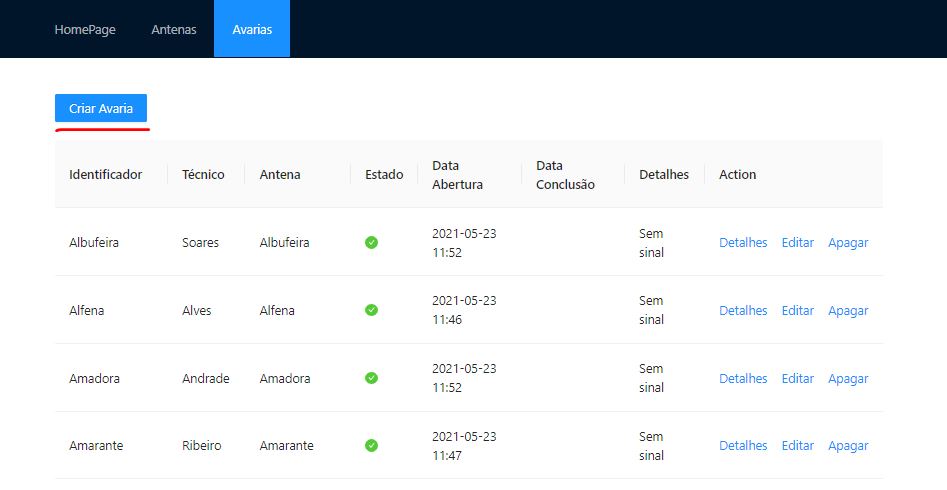 HomePage Antenas Avarias
Criar Avaria
Identificador Técnico Antena Estado Data Abertura Data Conclusão Detalhes Action
Albufeira Soares Albufeira 2021-05-23 11:52 Sem sinal Detalhes Editar Apagar
Alfena Alves Alfena 2021-05-23 11:46 Sem sinal Detalhes Editar Apagar
Amadora Andrade Amadora 2021-05-23 11:52 Sem sinal Detalhes Editar Apagar
Amarante Ribeiro Amarante 2021-05-23 11:47 Sem sinal Detalhes Editar Apagar